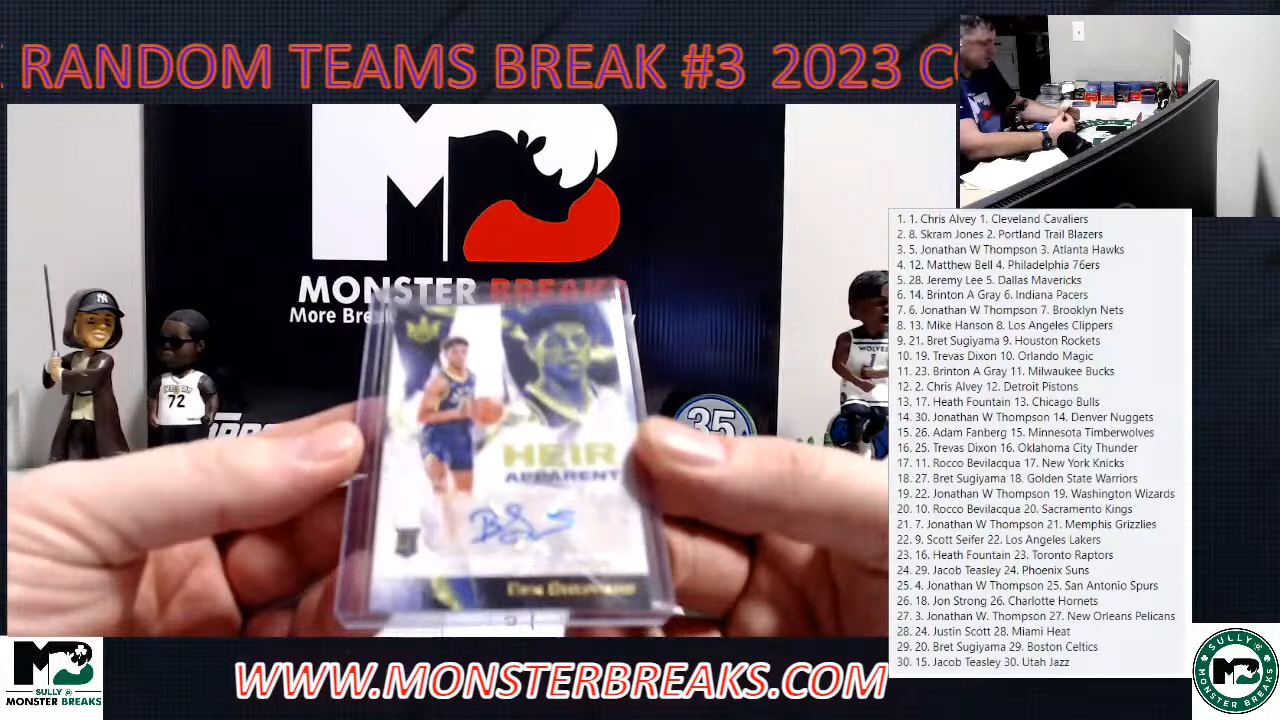 RANDOM TEAMS BREAK #3 2023 C
MB
MONSTER BREAKS
More Brea
HEIR
APPARENT
72
WOLVES
1
35
1. 1. Chris Alvey 1. Cleveland Cavaliers
2. 8. Skram Jones 2. Portland Trail Blazers
3. 5. Jonathan W Thompson 3. Atlanta Hawks
4. 12. Matthew Bell 4. Philadelphia 76ers
5. 28. Jeremy Lee 5. Dallas Mavericks
6. 14. Brinton A Gray 6. Indiana Pacers
7. 6. Jonathan W Thompson 7. Brooklyn Nets
8. 13. Mike Hanson 8. Los Angeles Clippers
9. 21. Bret Sugiyama 9. Houston Rockets
10. 19. Trevas Dixon 10. Orlando Magic
11. 23. Brinton A Gray 11. Milwaukee Bucks
12. 2. Chris Alvey 12. Detroit Pistons
13. 17. Heath Fountain 13. Chicago Bulls
14. 30. Jonathan W Thompson 14. Denver Nuggets
15. 26. Adam Fanberg 15. Minnesota Timberwolves
16. 25. Trevas Dixon 16. Oklahoma City Thunder
17. 11. Rocco Bevilacqua 17. New York Knicks
18. 27. Bret Sugiyama 18. Golden State Warriors
19. 22. Jonathan W Thompson 19. Washington Wizards
20. 10. Rocco Bevilacqua 20. Sacramento Kings
21. 7. Jonathan W Thompson 21. Memphis Grizzlies
22. 9. Scott Seifer 22. Los Angeles Lakers
23. 16. Heath Fountain 23. Toronto Raptors
24. 29. Jacob Teasley 24. Phoenix Suns
25. 4. Jonathan W Thompson 25. San Antonio Spurs
26. 18. Jon Strong 26. Charlotte Hornets
27. 3. Jonathan W. Thompson 27. New Orleans Pelicans
28. 24. Justin Scott 28. Miami Heat
29. 20. Bret Sugiyama 29. Boston Celtics
30. 15. Jacob Teasley 30. Utah Jazz
SULLY @
MONSTER BREAKS
WWW.MONSTERBREAKS.COM
SULLY @
MONSTER BREAKS